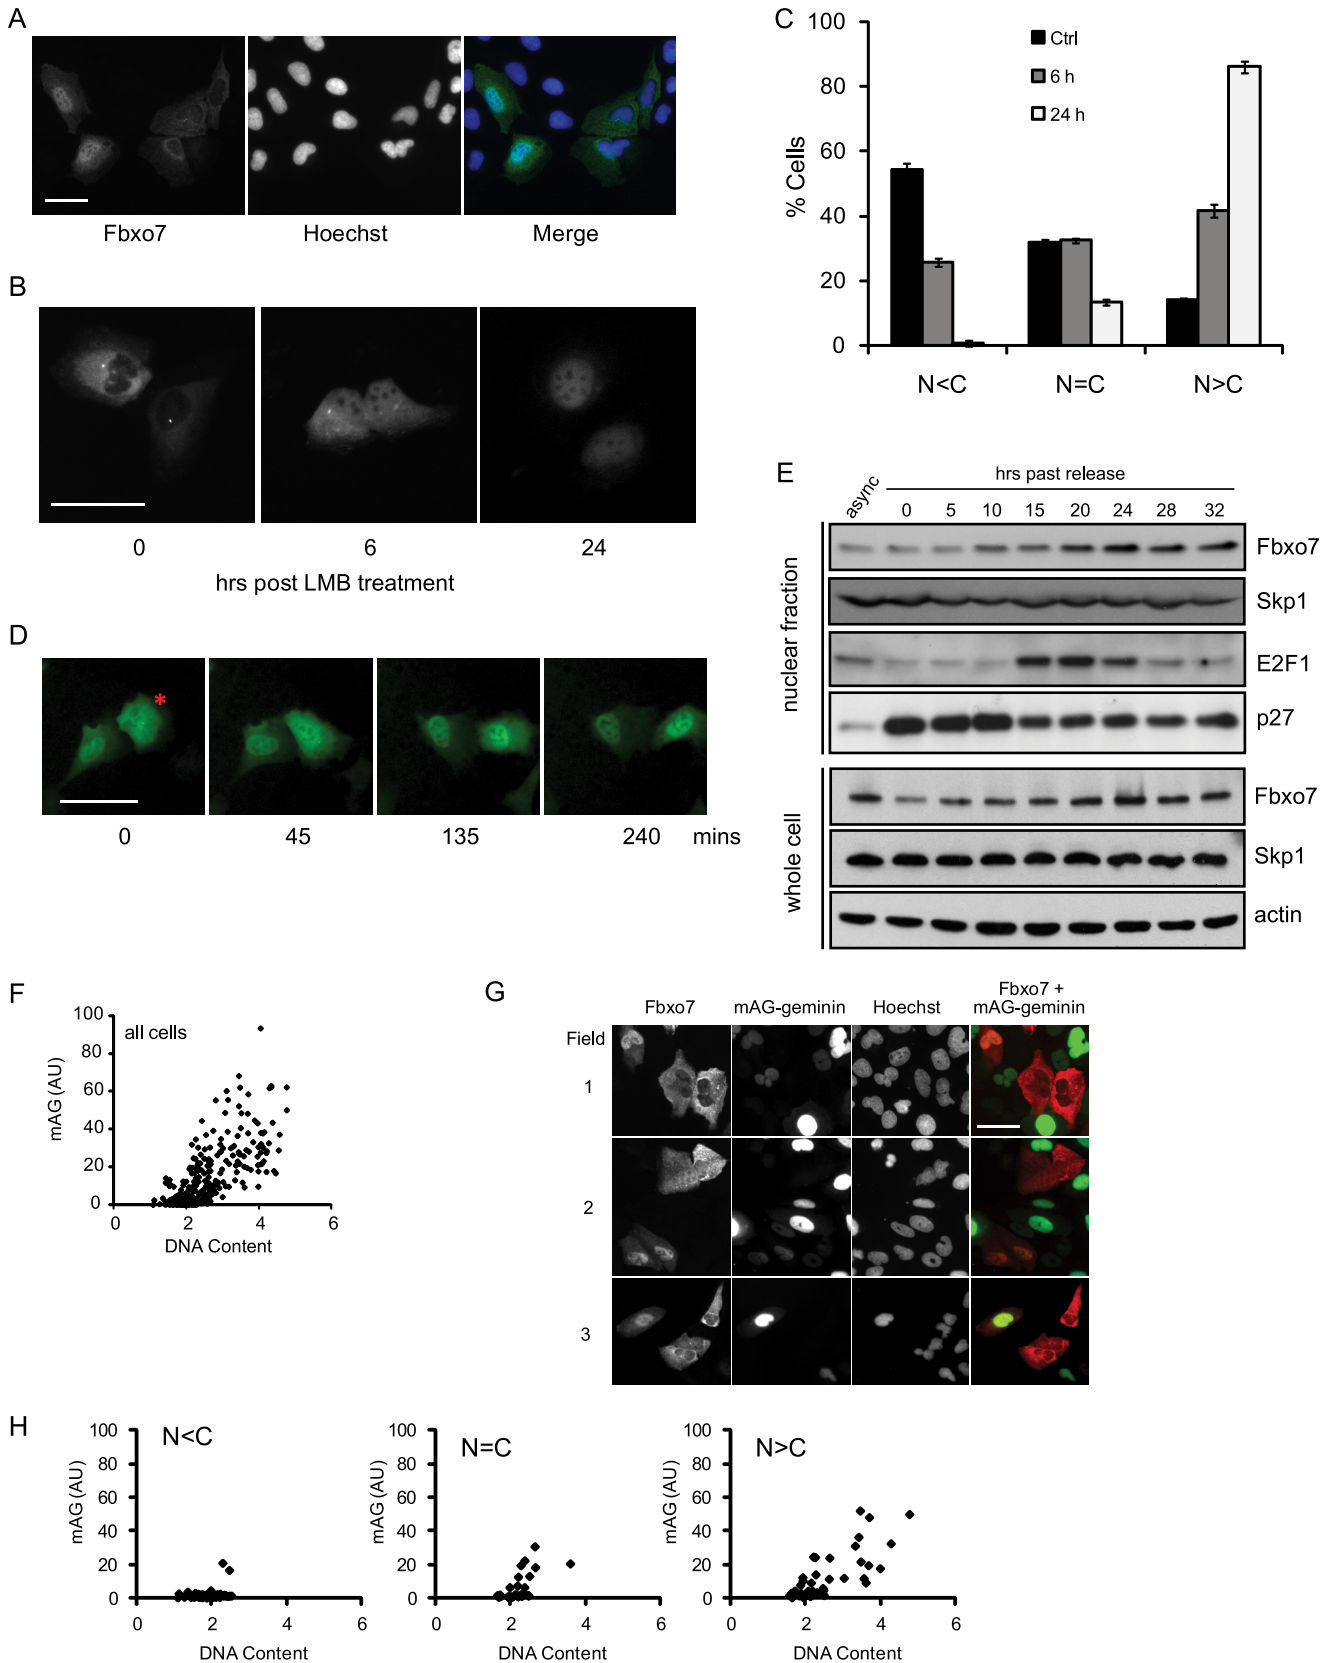 A
Fbxo7
Hoechst
Merge
B
0
6
24
hrs post LMB treatment
C
100
80
60
40
20
0
% Cells
Ctrl
6 h
24 h
N<C
N=C
N>C
D
*
0
45
135
240
mins
E
hrs past release
async
0
5
10
15
20
24
28
32
nuclear fraction
Fbxo7
Skp1
E2F1
p27
whole cell
Fbxo7
Skp1
actin
F
all cells
100
80
60
40
20
0
mAG (AU)
0
2
4
6
DNA Content
G
Fbxo7
mAG-geminin
Hoechst
Fbxo7 +
mAG-geminin
Field
1
2
3
H
N<C
100
80
60
40
20
0
mAG (AU)
0
2
4
6
DNA Content
N=C
100
80
60
40
20
0
mAG (AU)
0
2
4
6
DNA Content
N>C
100
80
60
40
20
0
mAG (AU)
0
2
4
6
DNA Content